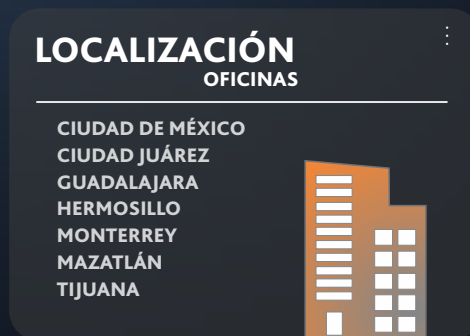 LOCALIZACIÓN
OFICINAS
CIUDAD DE MÉXICO
CIUDAD JUÁREZ
GUADALAJARA
HERMOSILLO
MONTERREY
MAZATLÁN
TIJUANA